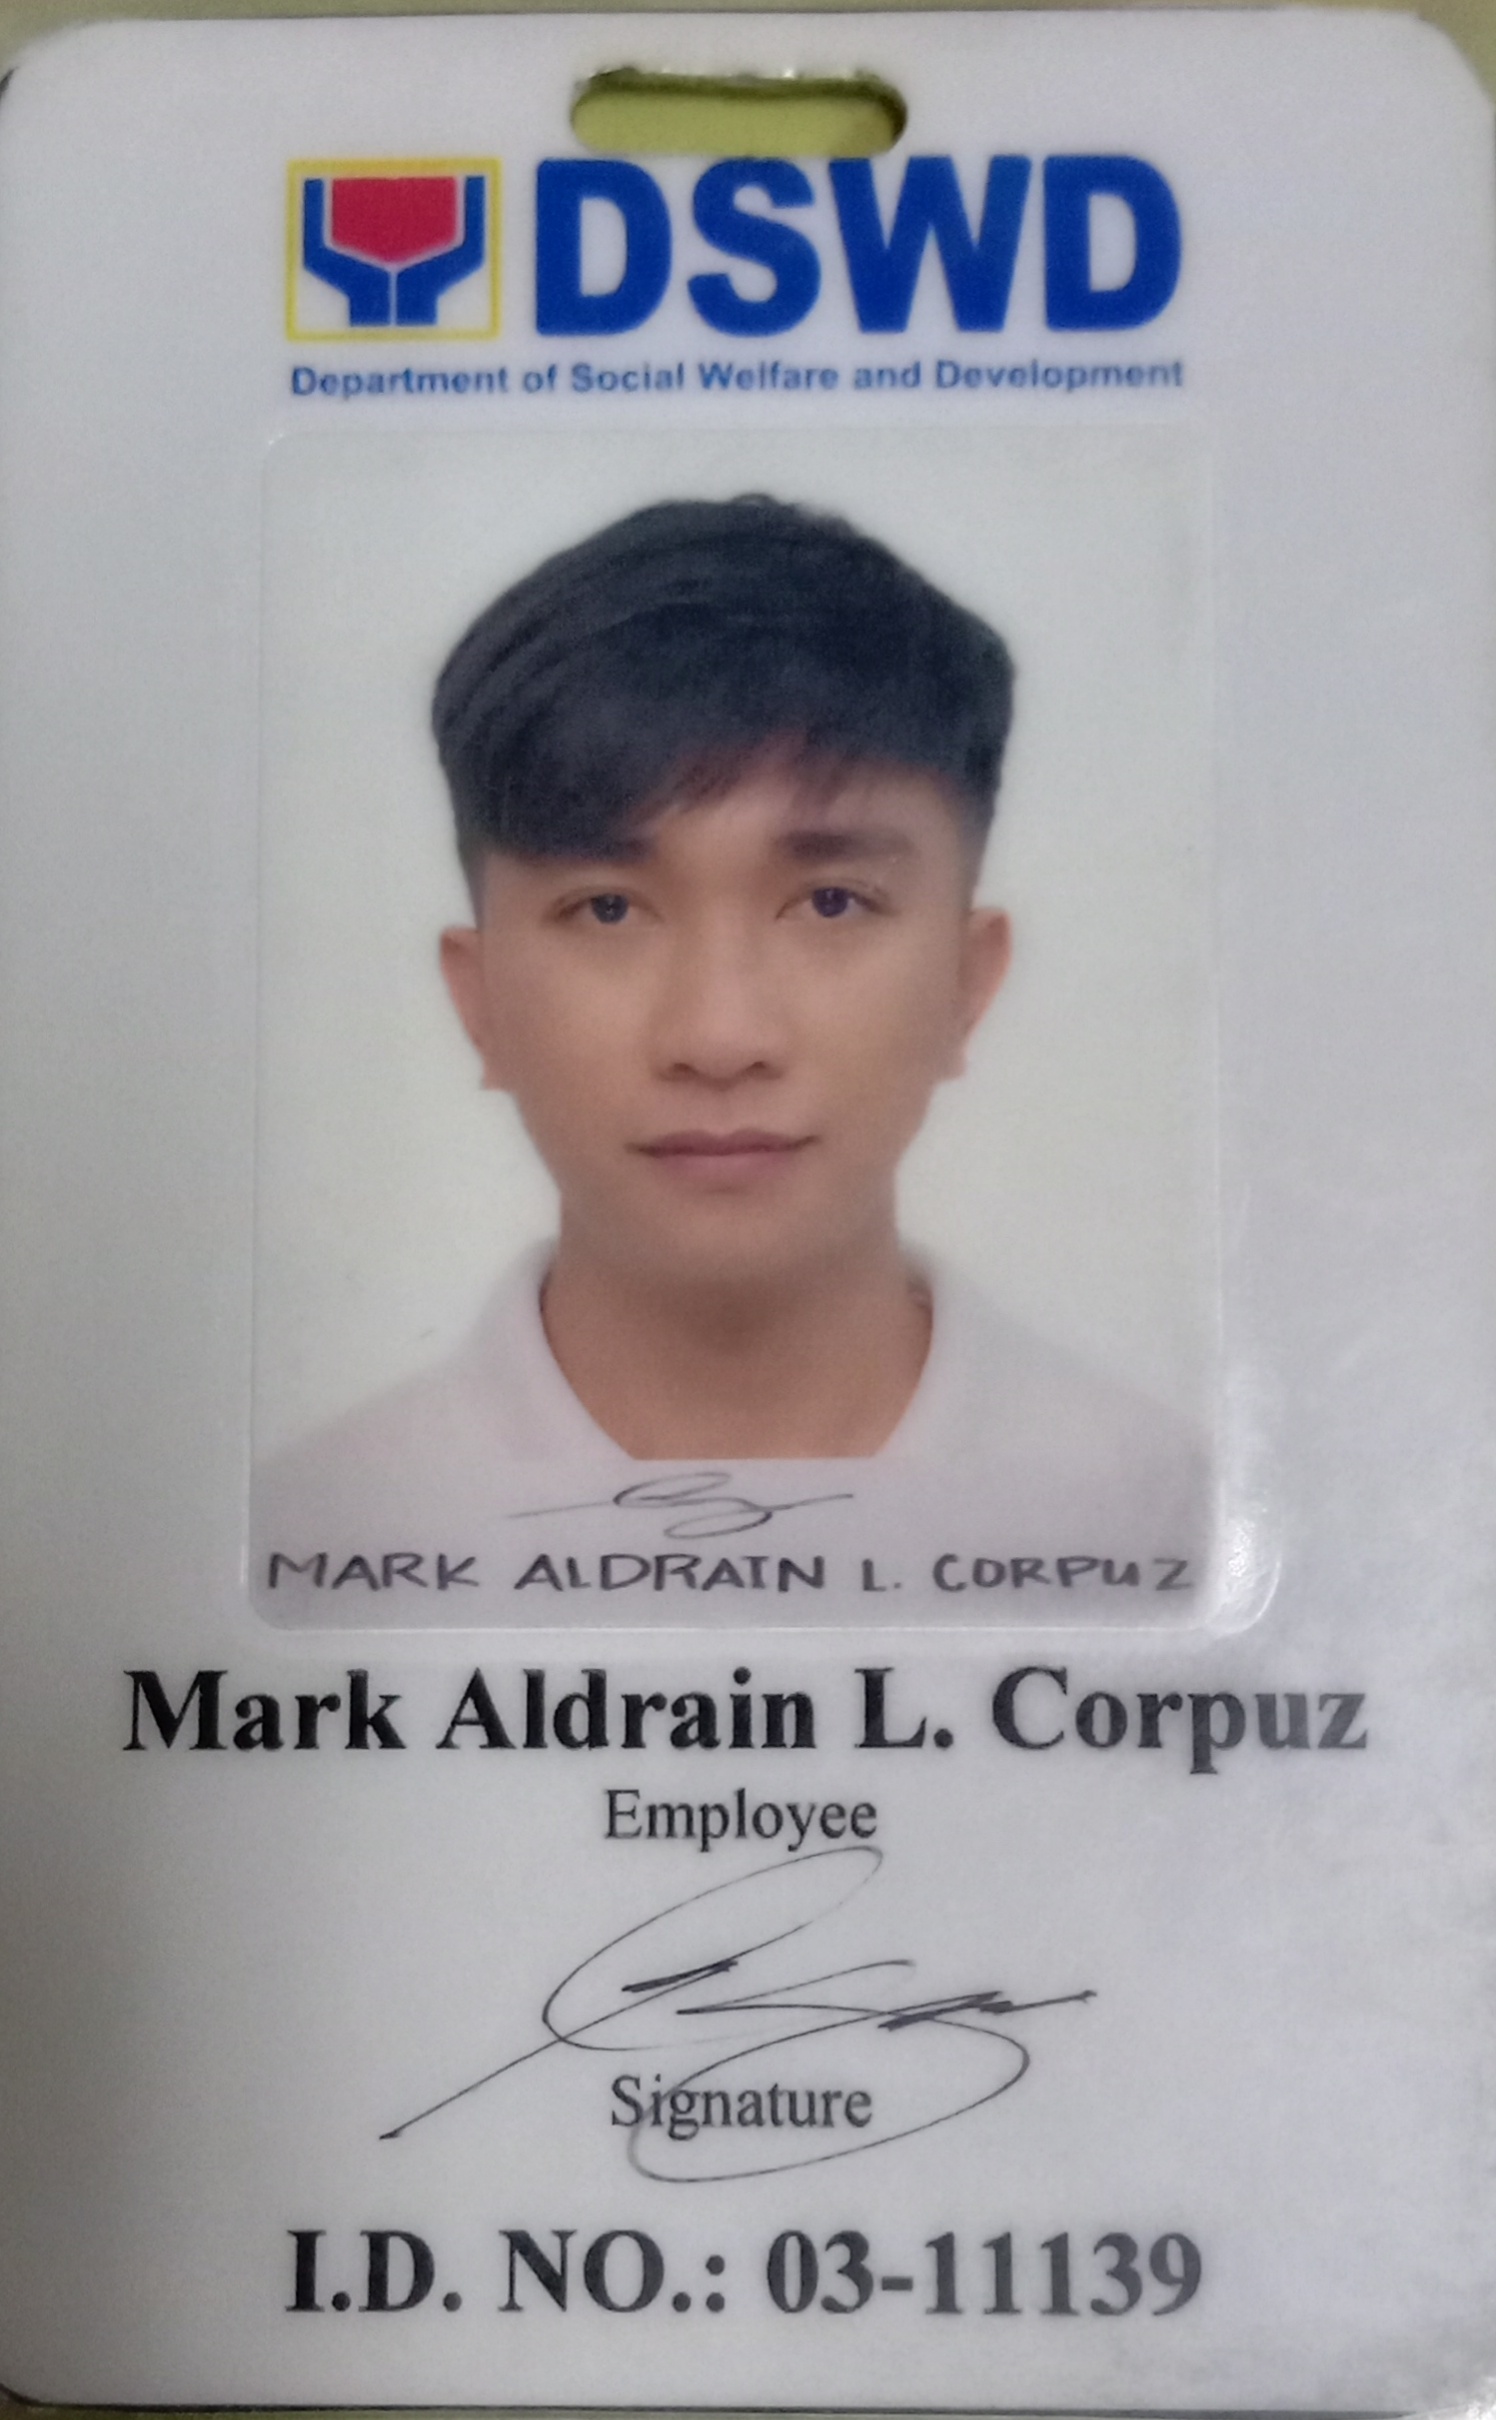 DSWD
Department of Social Welfare and Development
MARK ALDRAIN L. CORPUZ
Mark Aldrain L. Corpuz
Employee
Signature
I.D. NO.: 03-11139